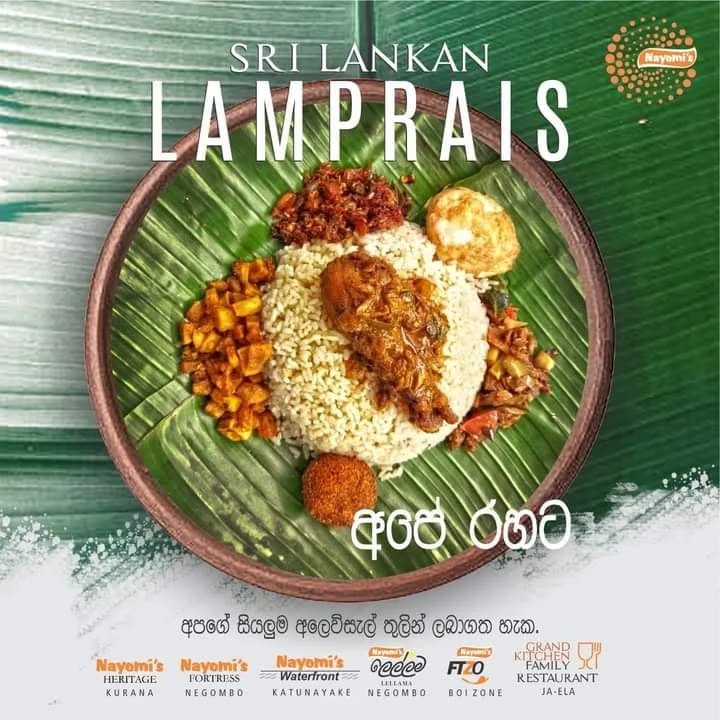 SRI LANKAN
Nayomi's
LAMPRAIS
අපේ රහට
අපගේ සියලුම අලෙවිසැල් තුලින් ලබාගත හැක.
Nayomi's
HERITAGE
KURANA
Nayomi's
FORTRESS
NEGOMBO
Nayomi's
Waterfront
KATUNAYAKE
Nayomi's
ලෙල්ලම
LELLAMA
NEGOMBO
Nayomi's
FTZO
BOI ZONE
GRAND
KITCHEN
FAMILY
RESTAURANT
JA-ELA